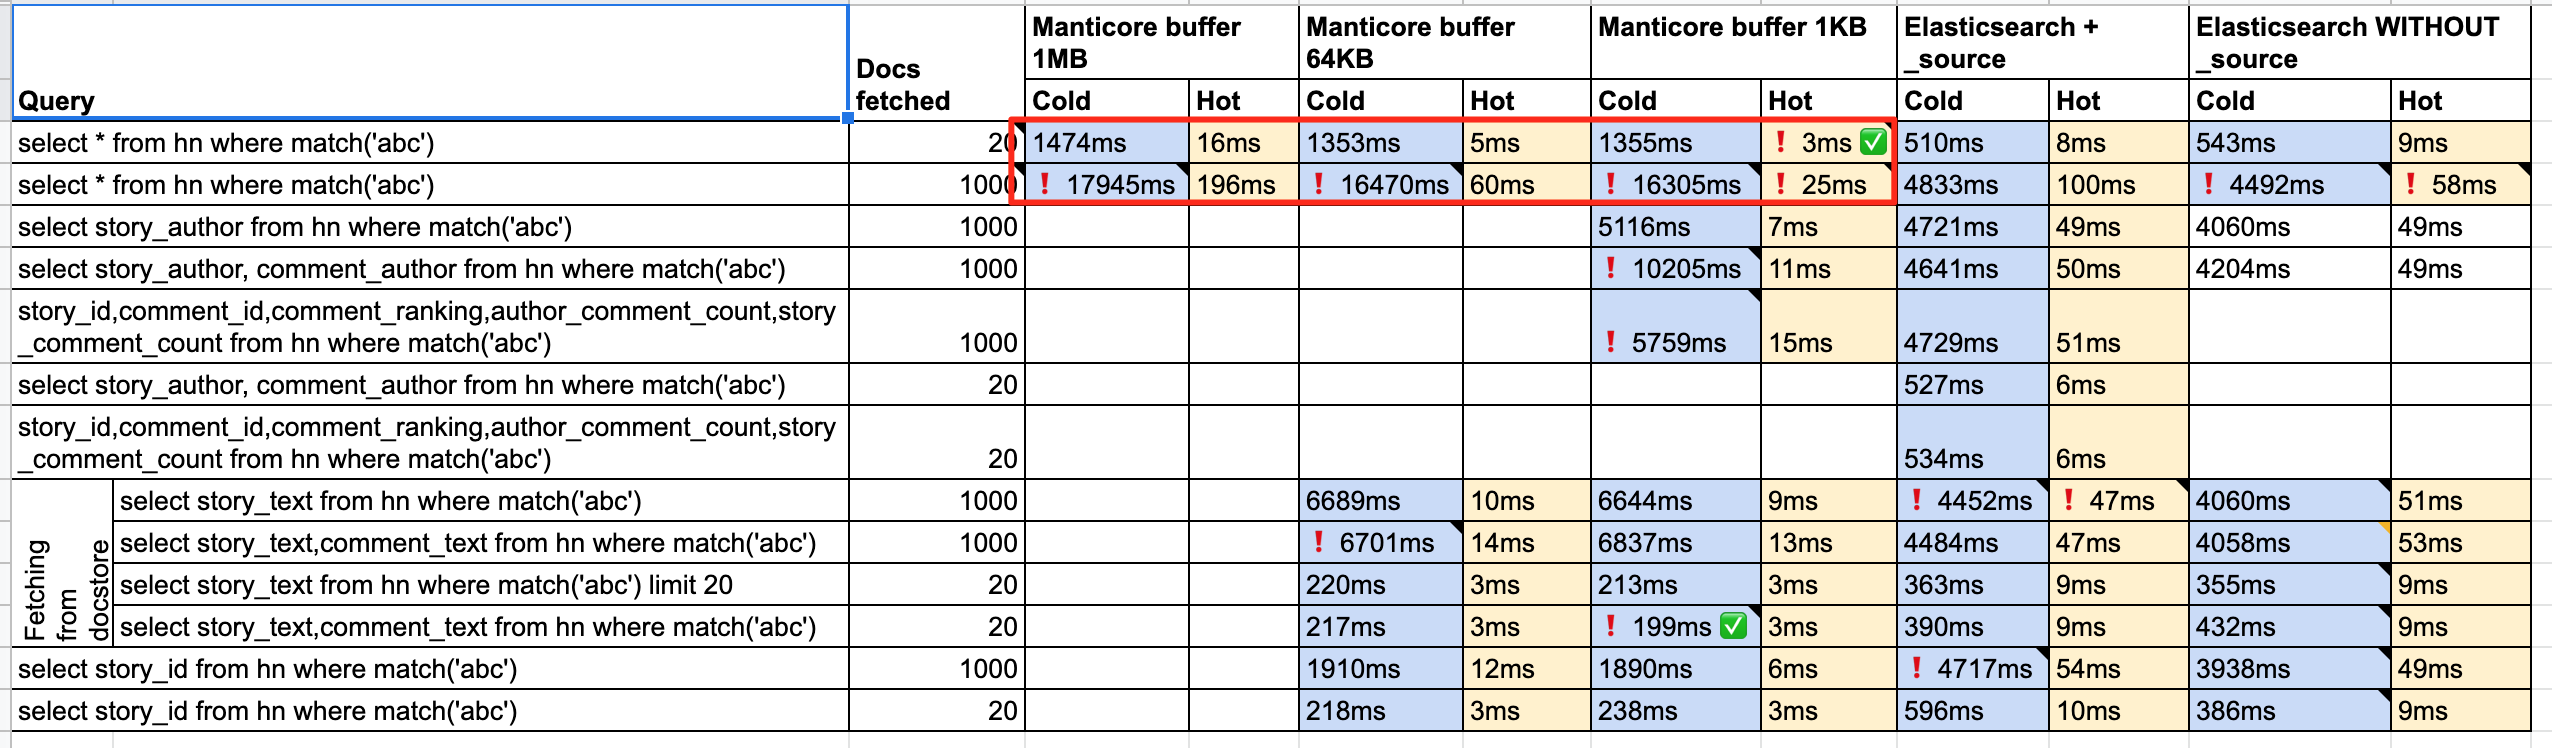 Query Docs fetched Manticore buffer 1MB Manticore buffer 64KB Manticore buffer 1KB Elasticsearch + _source Elasticsearch WITHOUT _source
Cold Hot Cold Hot Cold Hot Cold Hot Cold Hot
select * from hn where match('abc') 20 1474ms 16ms 1353ms 5ms 1355ms ❗ 3ms ✅ 510ms 8ms 543ms 9ms
select * from hn where match('abc') 1000 ❗ 17945ms 196ms ❗ 16470ms 60ms ❗ 16305ms ❗ 25ms 4833ms 100ms ❗ 4492ms ❗ 58ms
select story_author from hn where match('abc') 1000 5116ms 7ms 4721ms 49ms 4060ms 49ms
select story_author, comment_author from hn where match('abc') 1000 ❗ 10205ms 11ms 4641ms 50ms 4204ms 49ms
story_id,comment_id,comment_ranking,author_comment_count,story
_comment_count from hn where match('abc') 1000 ❗ 5759ms 15ms 4729ms 51ms
select story_author, comment_author from hn where match('abc') 20 527ms 6ms
story_id,comment_id,comment_ranking,author_comment_count,story
_comment_count from hn where match('abc') 20 534ms 6ms
Fetching from docstore
select story_text from hn where match('abc') 1000 6689ms 10ms 6644ms 9ms ❗ 4452ms ❗ 47ms 4060ms 51ms
select story_text,comment_text from hn where match('abc') 1000 ❗ 6701ms 14ms 6837ms 13ms 4484ms 47ms 4058ms 53ms
select story_text from hn where match('abc') limit 20 20 220ms 3ms 213ms 3ms 363ms 9ms 355ms 9ms
select story_text,comment_text from hn where match('abc') 20 217ms 3ms ❗ 199ms ✅ 3ms 390ms 9ms 432ms 9ms
select story_id from hn where match('abc') 1000 1910ms 12ms 1890ms 6ms ❗ 4717ms 54ms 3938ms 49ms
select story_id from hn where match('abc') 20 218ms 3ms 238ms 3ms 596ms 10ms 386ms 9ms